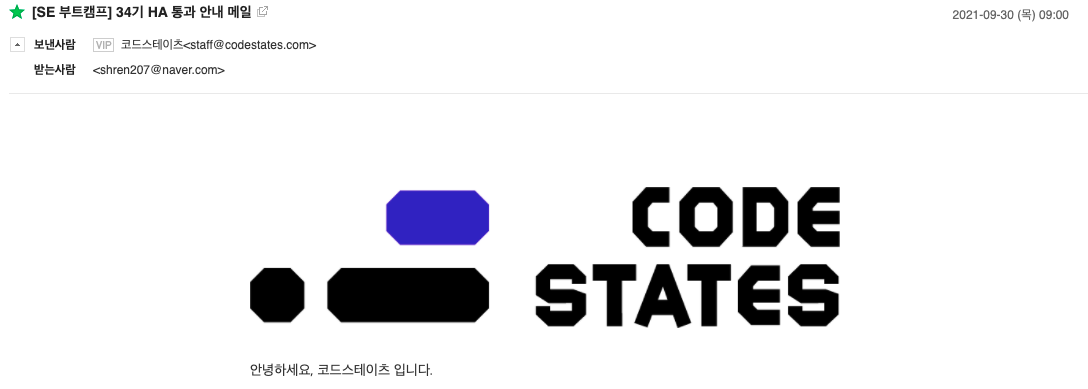 [SE 부트캠프] 34기 HA 통과 안내 메일
2021-09-30 (목) 09:00
보낸사람 VIP 코드스테이츠<staff@codestates.com>
받는사람 <shren207@naver.com>
CODE
STATES
안녕하세요, 코드스테이츠 입니다.